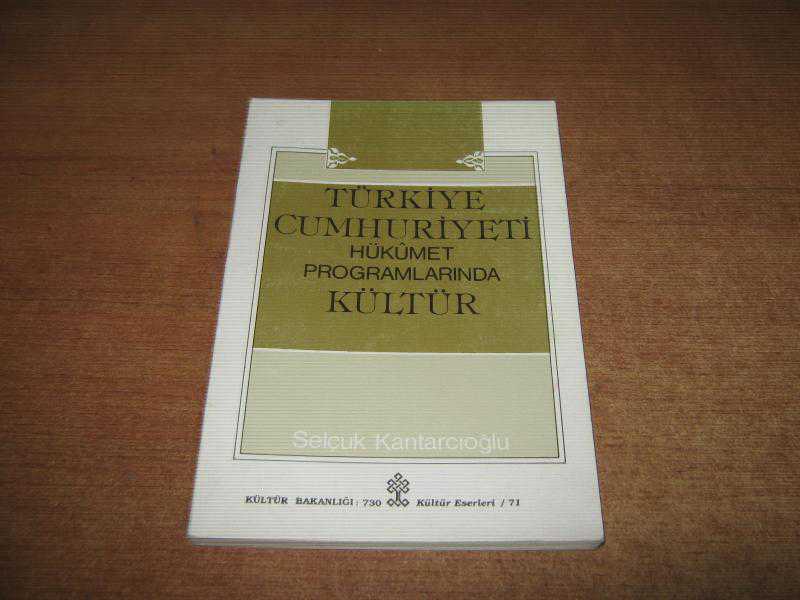 TÜRKİYE
CUMHURİYETİ
HÜKÛMET
PROGRAMLARINDA
KÜLTÜR
Selçuk Kantarcıoğlu
KÜLTÜR BAKANLIĞI: 730 Kültür Eserleri / 71